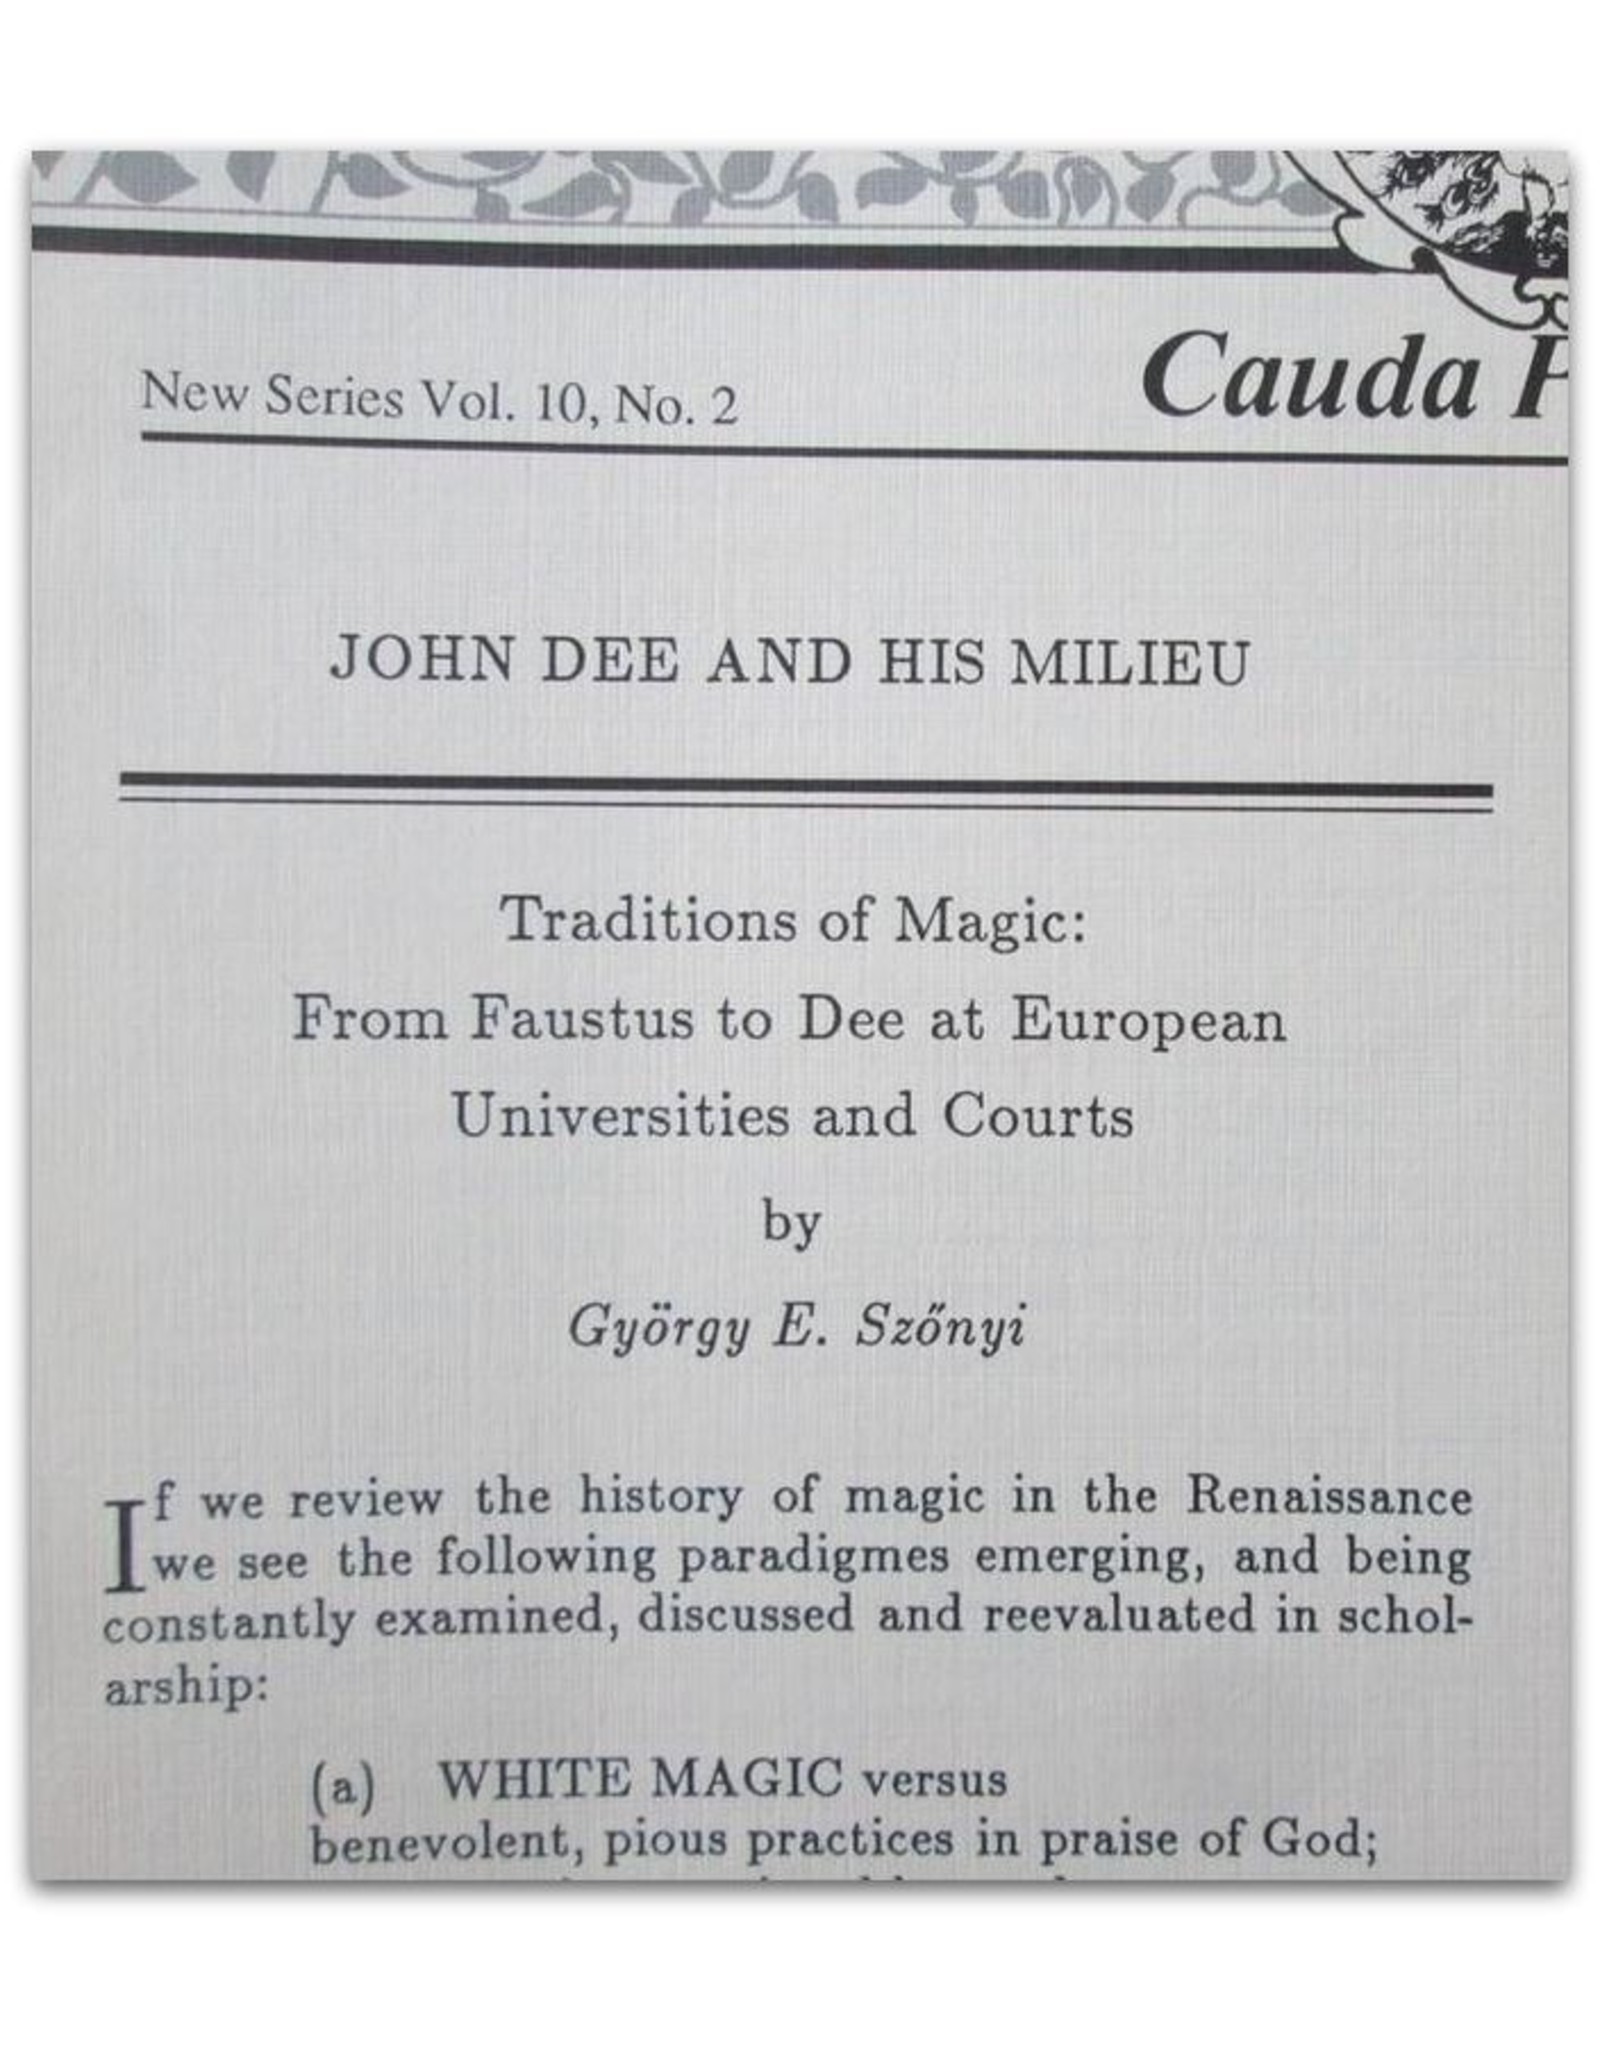 New Series Vol. 10, No. 2
Cauda
JOHN DEE AND HIS MILIEU
Traditions of Magic:
From Faustus to Dee at European
Universities and Courts
by
György E. Szőnyi
If we review the history of magic in the Renaissance
we see the following paradigmes emerging, and being
constantly examined, discussed and reevaluated in schol-
arship:
(a) WHITE MAGIC versus
benevolent, pious practices in praise of God;